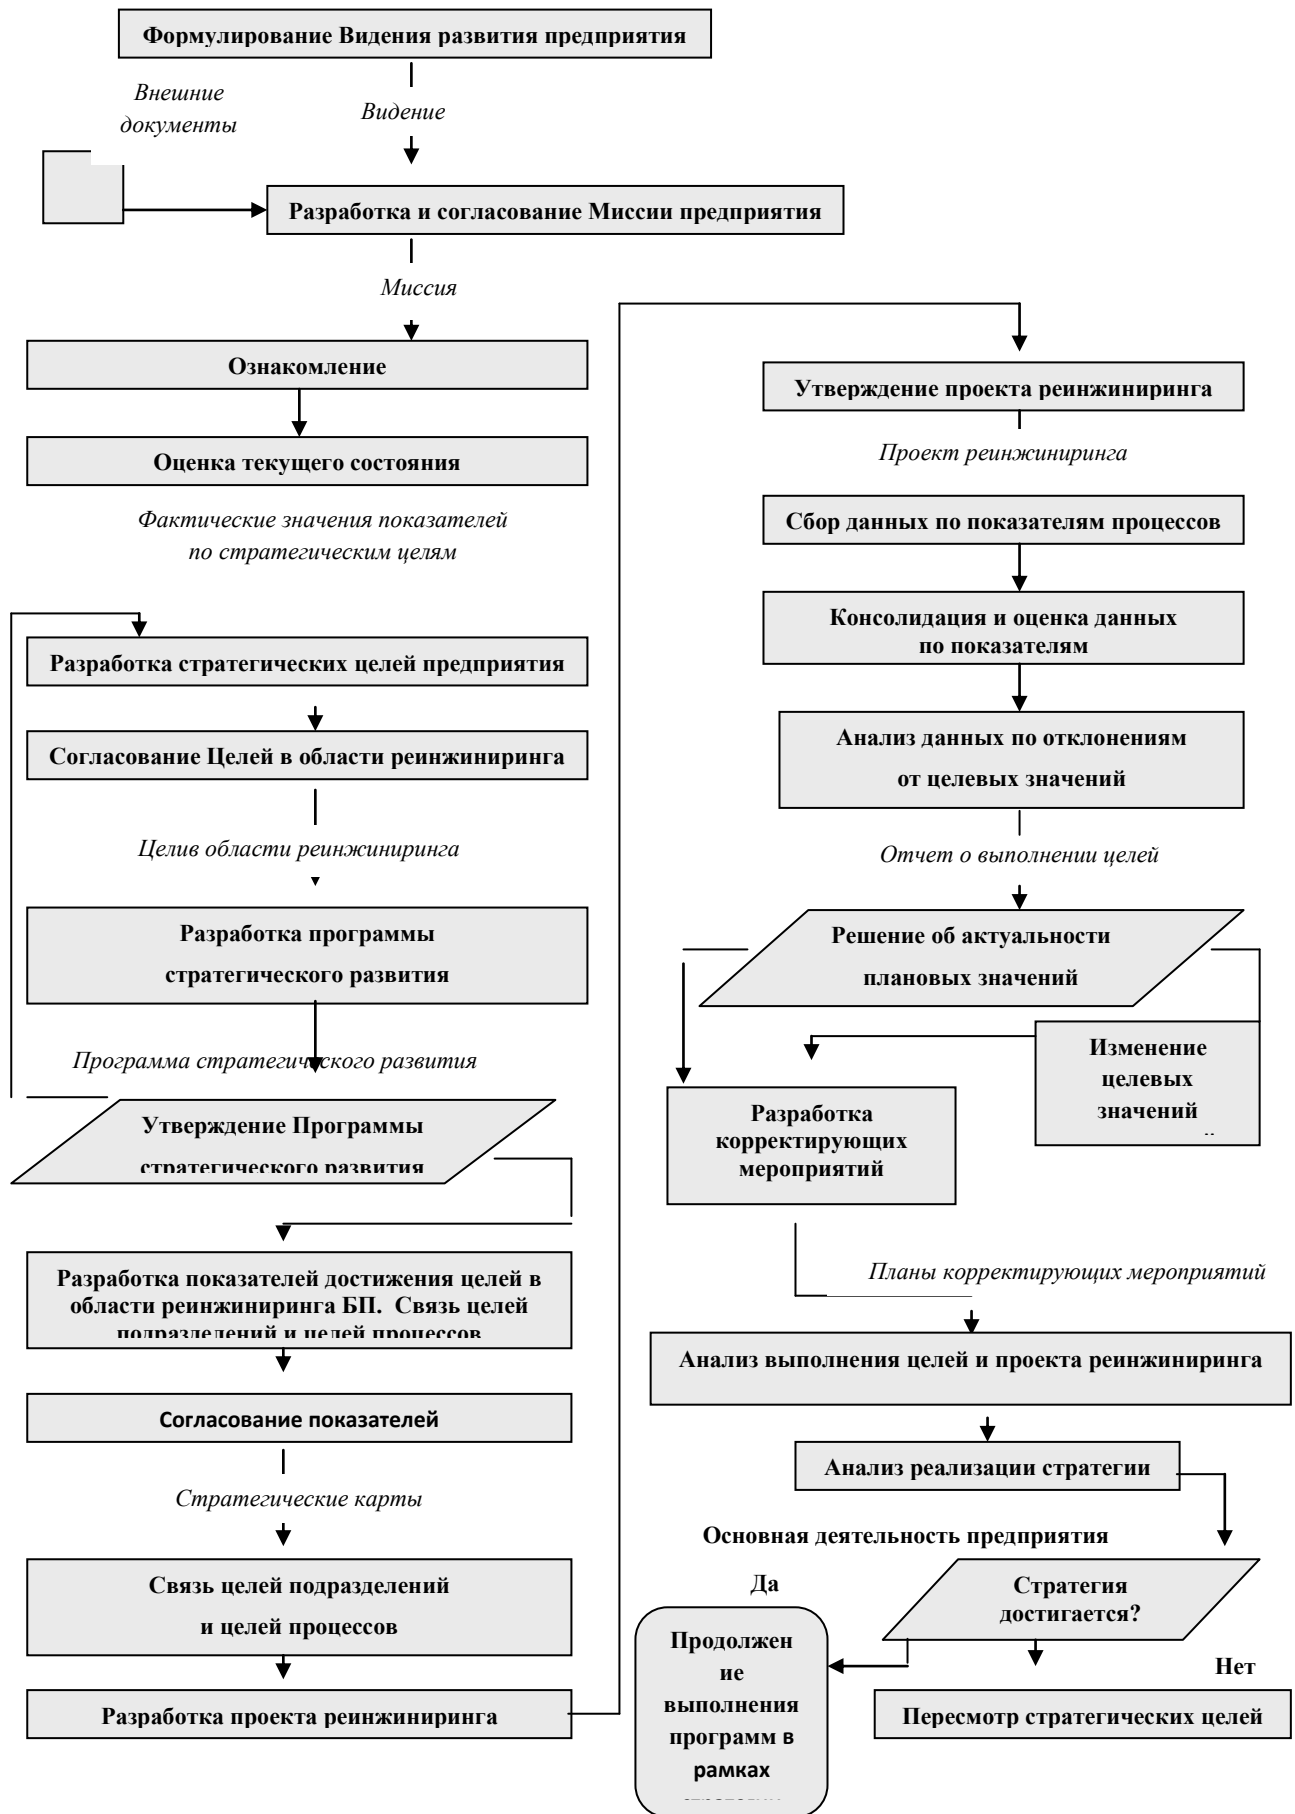 Формулирование Видения развития предприятия
Внешние
документы
Видение
Разработка и согласование Миссии предприятия
Миссия
Ознакомление
Оценка текущего состояния
Фактические значения показателей
по стратегическим целям
Разработка стратегических целей предприятия
Согласование Целей в области реинжиниринга
Целив области реинжиниринга
Разработка программы
стратегического развития
Программа стратегического развития
Утверждение Программы
стратегического развития
Разработка показателей достижения целей в
области реинжиниринга БП. Связь целей
подразделений и целей процессов
Согласование показателей
Стратегические карты
Связь целей подразделений
и целей процессов
Разработка проекта реинжиниринга
Утверждение проекта реинжиниринга
Проект реинжиниринга
Сбор данных по показателям процессов
Консолидация и оценка данных
по показателям
Анализ данных по отклонениям
от целевых значений
Отчет о выполнении целей
Решение об актуальности
плановых значений
Изменение
целевых
значений
Разработка
корректирующих
мероприятий
Планы корректирующих мероприятий
Анализ выполнения целей и проекта реинжиниринга
Анализ реализации стратегии
Основная деятельность предприятия
Да
Стратегия
достигается?
Продолжен
ие
выполнения
программ в
рамках
Нет
Пересмотр стратегических целей